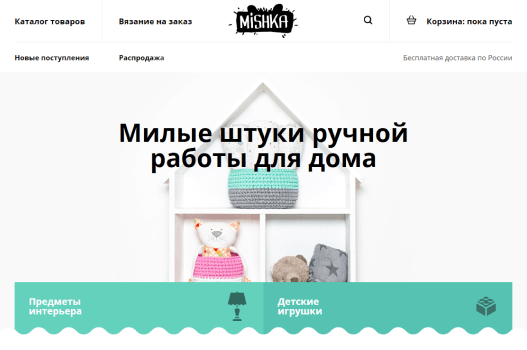 Каталог товаров
Вязание на заказ
MiSHKA
Корзина: пока пуста
Новые поступления
Распродажа
Бесплатная доставка по России
Милые штуки ручной
работы для дома
Предметы
интерьера
Детские
игрушки